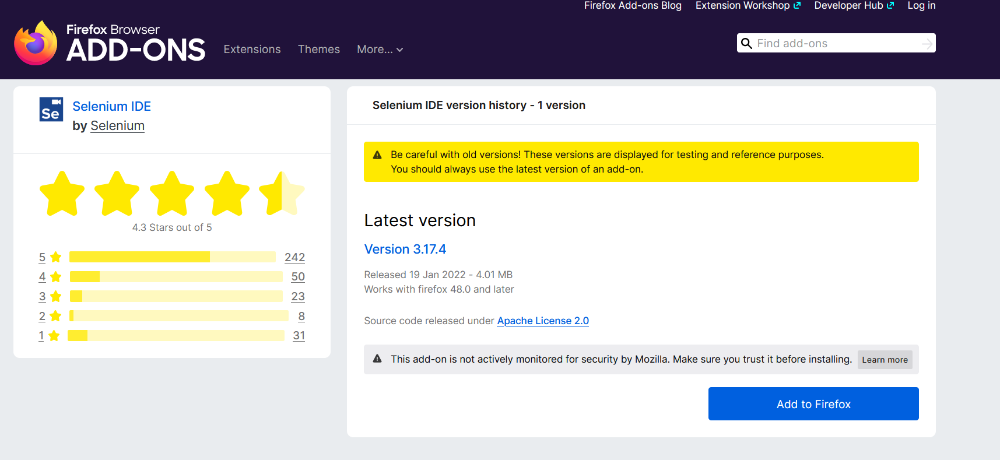 Firefox Add-ons Blog Extension Workshop Developer Hub Log in
Firefox Browser
ADD-ONS
Extensions Themes More...
Find add-ons
Se
Selenium IDE
by Selenium
4.3 Stars out of 5
5 242
4 50
3 23
2 8
1 31
Selenium IDE version history - 1 version
Be careful with old versions! These versions are displayed for testing and reference purposes.
You should always use the latest version of an add-on.
Latest version
Version 3.17.4
Released 19 Jan 2022 - 4.01 MB
Works with firefox 48.0 and later
Source code released under Apache License 2.0
This add-on is not actively monitored for security by Mozilla. Make sure you trust it before installing. Learn more
Add to Firefox